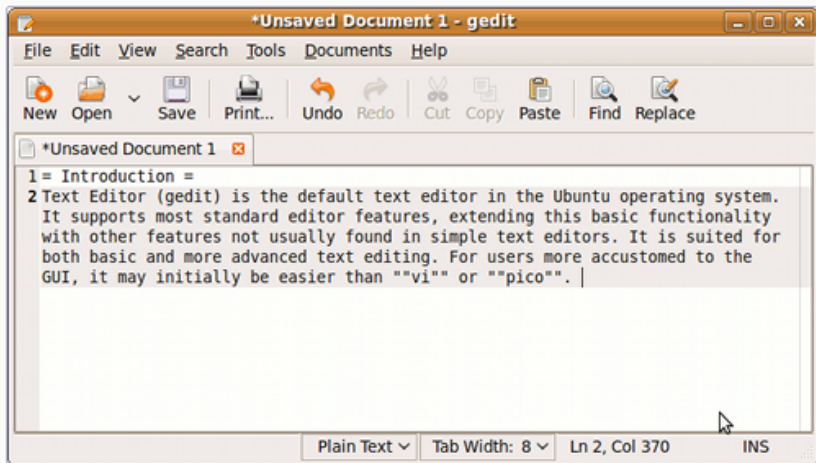 *Unsaved Document 1 - gedit
File Edit View Search Tools Documents Help
New Open Save Print... Undo Redo Cut Copy Paste Find Replace
*Unsaved Document 1
1 = Introduction =
2 Text Editor (gedit) is the default text editor in the Ubuntu operating system.
It supports most standard editor features, extending this basic functionality
with other features not usually found in simple text editors. It is suited for
both basic and more advanced text editing. For users more accustomed to the
GUI, it may initially be easier than ""vi"" or ""pico"".
Plain Text Tab Width: 8 Ln 2, Col 370 INS